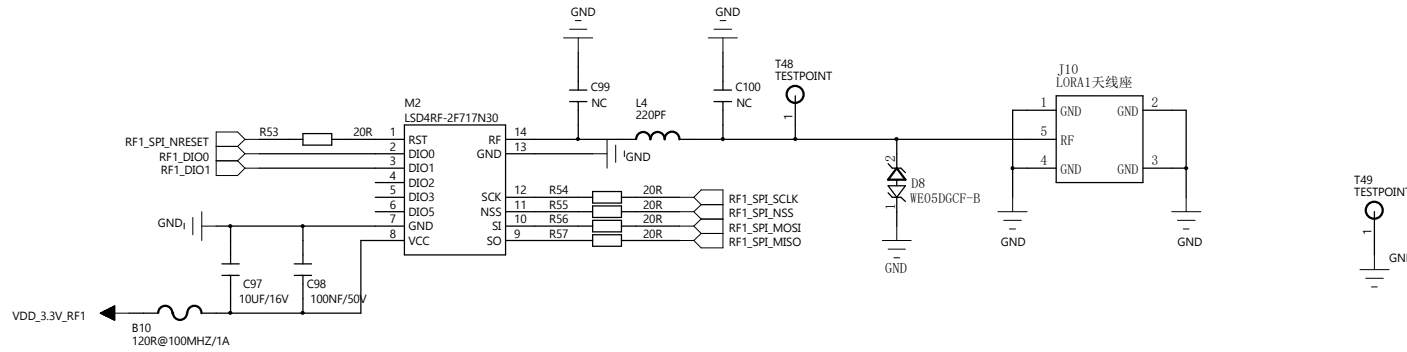 GND
GND
T48
TESTPOINT
J10
LORA1天线座
C99
NC
C100
NC
M2
LSD4RF-2F717N30
L4
220PF
1
1 GND
GND 2
R53
20R
1 RST
RF 14
5 RF
RF1_SPI_NRESET
RF1_DIO0
2 DIO0
GND 13
GND
RF1_DIO1
3 DIO1
4 DIO2
4 GND
GND 3
2
D8
WE05DGCF-B
1
T49
TESTPOINT
5 DIO3
SCK 12
R54
20R
RF1_SPI_SCLK
6 DIO5
NSS 11
R55
20R
RF1_SPI_NSS
GND
7 GND
SI 10
R56
20R
RF1_SPI_MOSI
8 VCC
SO 9
R57
20R
RF1_SPI_MISO
1
GND
GND
GND
GND
C97
10UF/16V
C98
100NF/50V
VDD_3.3V_RF1
B10
120R@100MHZ/1A